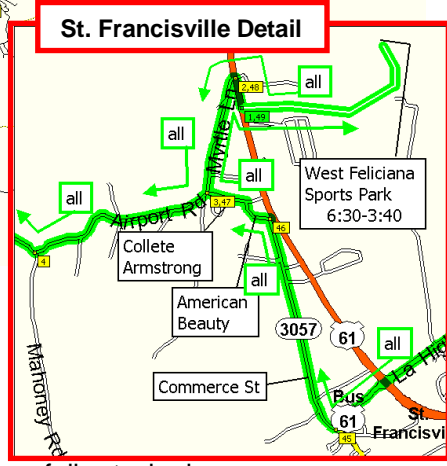 St. Francisville Detail
all
2,48
1,49
Myrtle Ln
all
West Feliciana
Sports Park
6:30-3:40
all
all
3,47
Airport Rd
46
Collete
Armstrong
all
4
American
Beauty
3057
61
all
Mahoney Rd
Commerce St
La Hig
Bus
61
St.
Francisvi
45